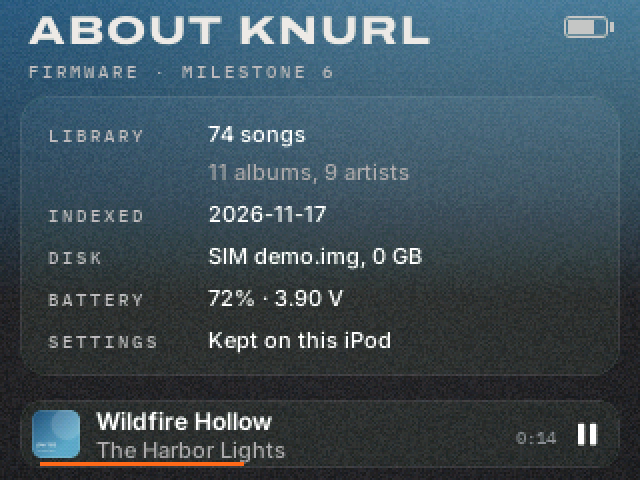 ABOUT KNURL
FIRMWARE · MILESTONE 6
LIBRARY 74 songs
11 albums, 9 artists
INDEXED 2026-11-17
DISK SIM demo.img, 0 GB
BATTERY 72% · 3.90 V
SETTINGS Kept on this iPod
Wildfire Hollow
The Harbor Lights
0:14